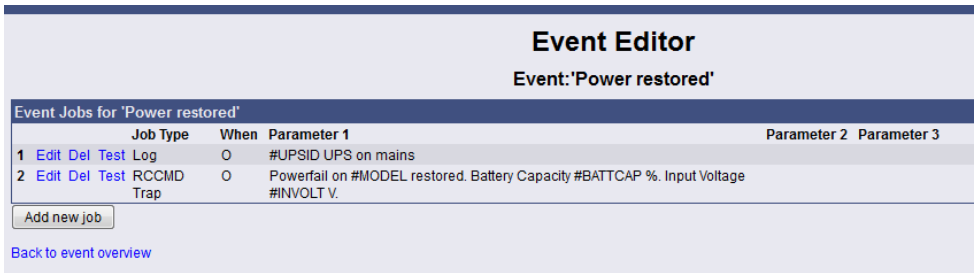 Event Editor
Event:'Power restored'
Event Jobs for 'Power restored'
Job Type When Parameter 1 Parameter 2 Parameter 3
1 Edit Del Test Log O #UPSID UPS on mains
2 Edit Del Test RCCMD O Powerfail on #MODEL restored. Battery Capacity #BATTCAP %. Input Voltage
Trap #INVOLT V.
Add new job
Back to event overview